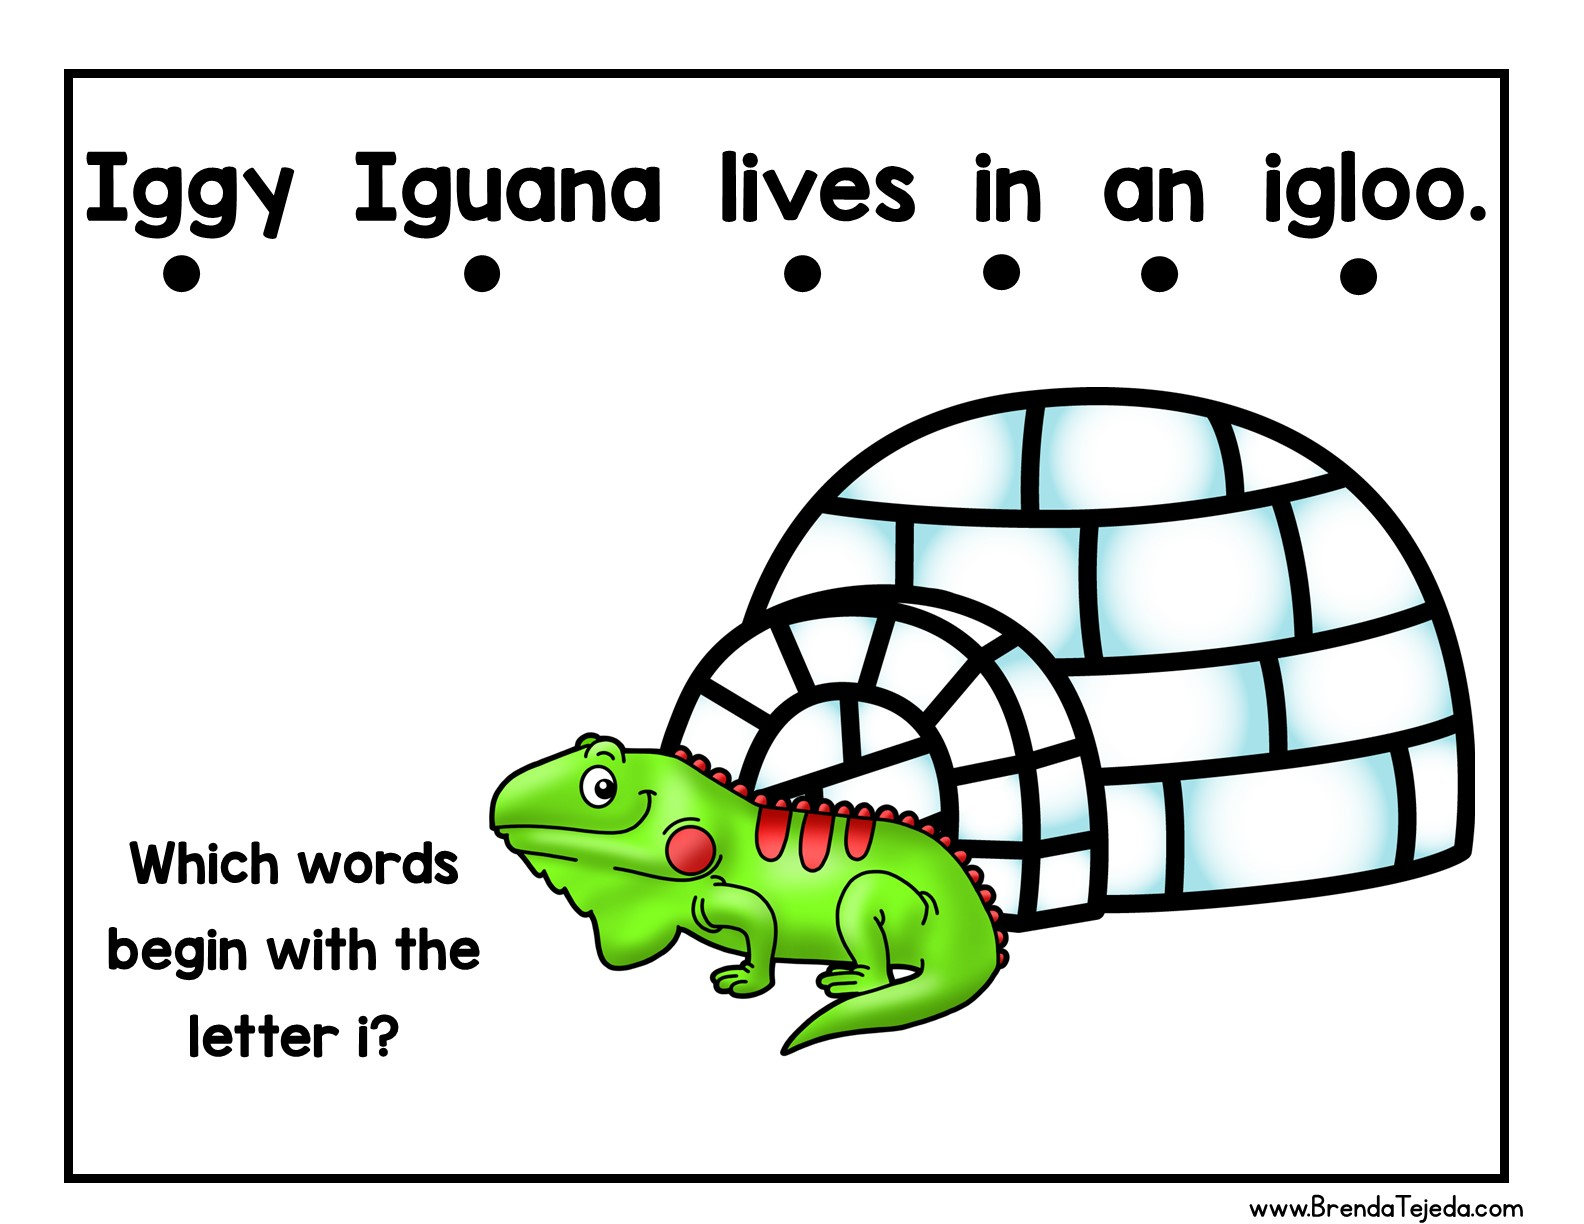 Iggy Iguana lives in an igloo.
Which words
begin with the
letter i?
www.BrendaTejeda.com